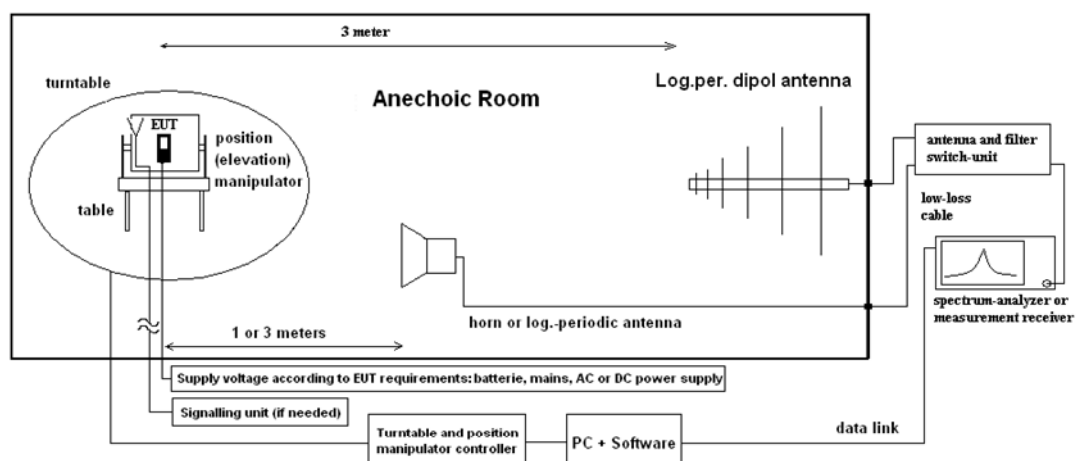 3 meter
turntable
Anechoic Room
Log.per. dipol antenna
EUT
position
(elevation)
manipulator
table
antenna and filter
switch-unit
low-loss
cable
spectrum-analyzer or
measurement receiver
horn or log.-periodic antenna
1 or 3 meters
Supply voltage according to EUT requirements: batterie, mains, AC or DC power supply
Signalling unit (if needed)
Turntable and position
manipulator controller
PC + Software
data link